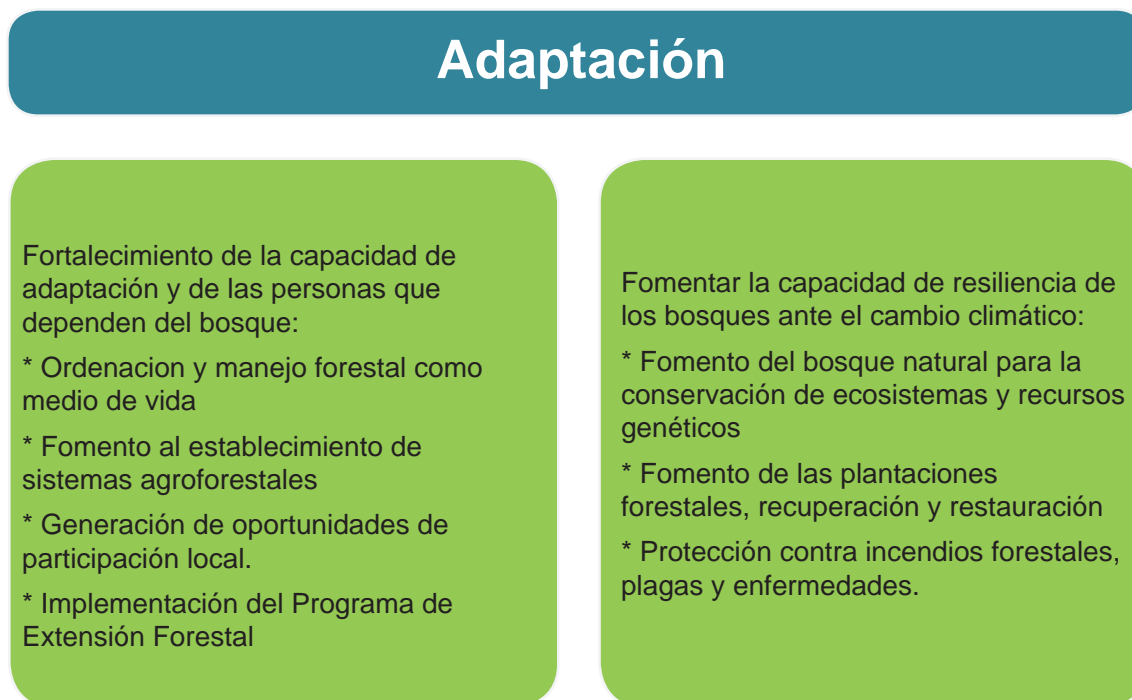 Adaptación
Fortalecimiento de la capacidad de
adaptación y de las personas que
dependen del bosque:
* Ordenacion y manejo forestal como
medio de vida
* Fomento al establecimiento de
sistemas agroforestales
* Generación de oportunidades de
participación local.
* Implementación del Programa de
Extensión Forestal
Fomentar la capacidad de resiliencia de
los bosques ante el cambio climático:
* Fomento del bosque natural para la
conservación de ecosistemas y recursos
genéticos
* Fomento de las plantaciones
forestales, recuperación y restauración
* Protección contra incendios forestales,
plagas y enfermedades.